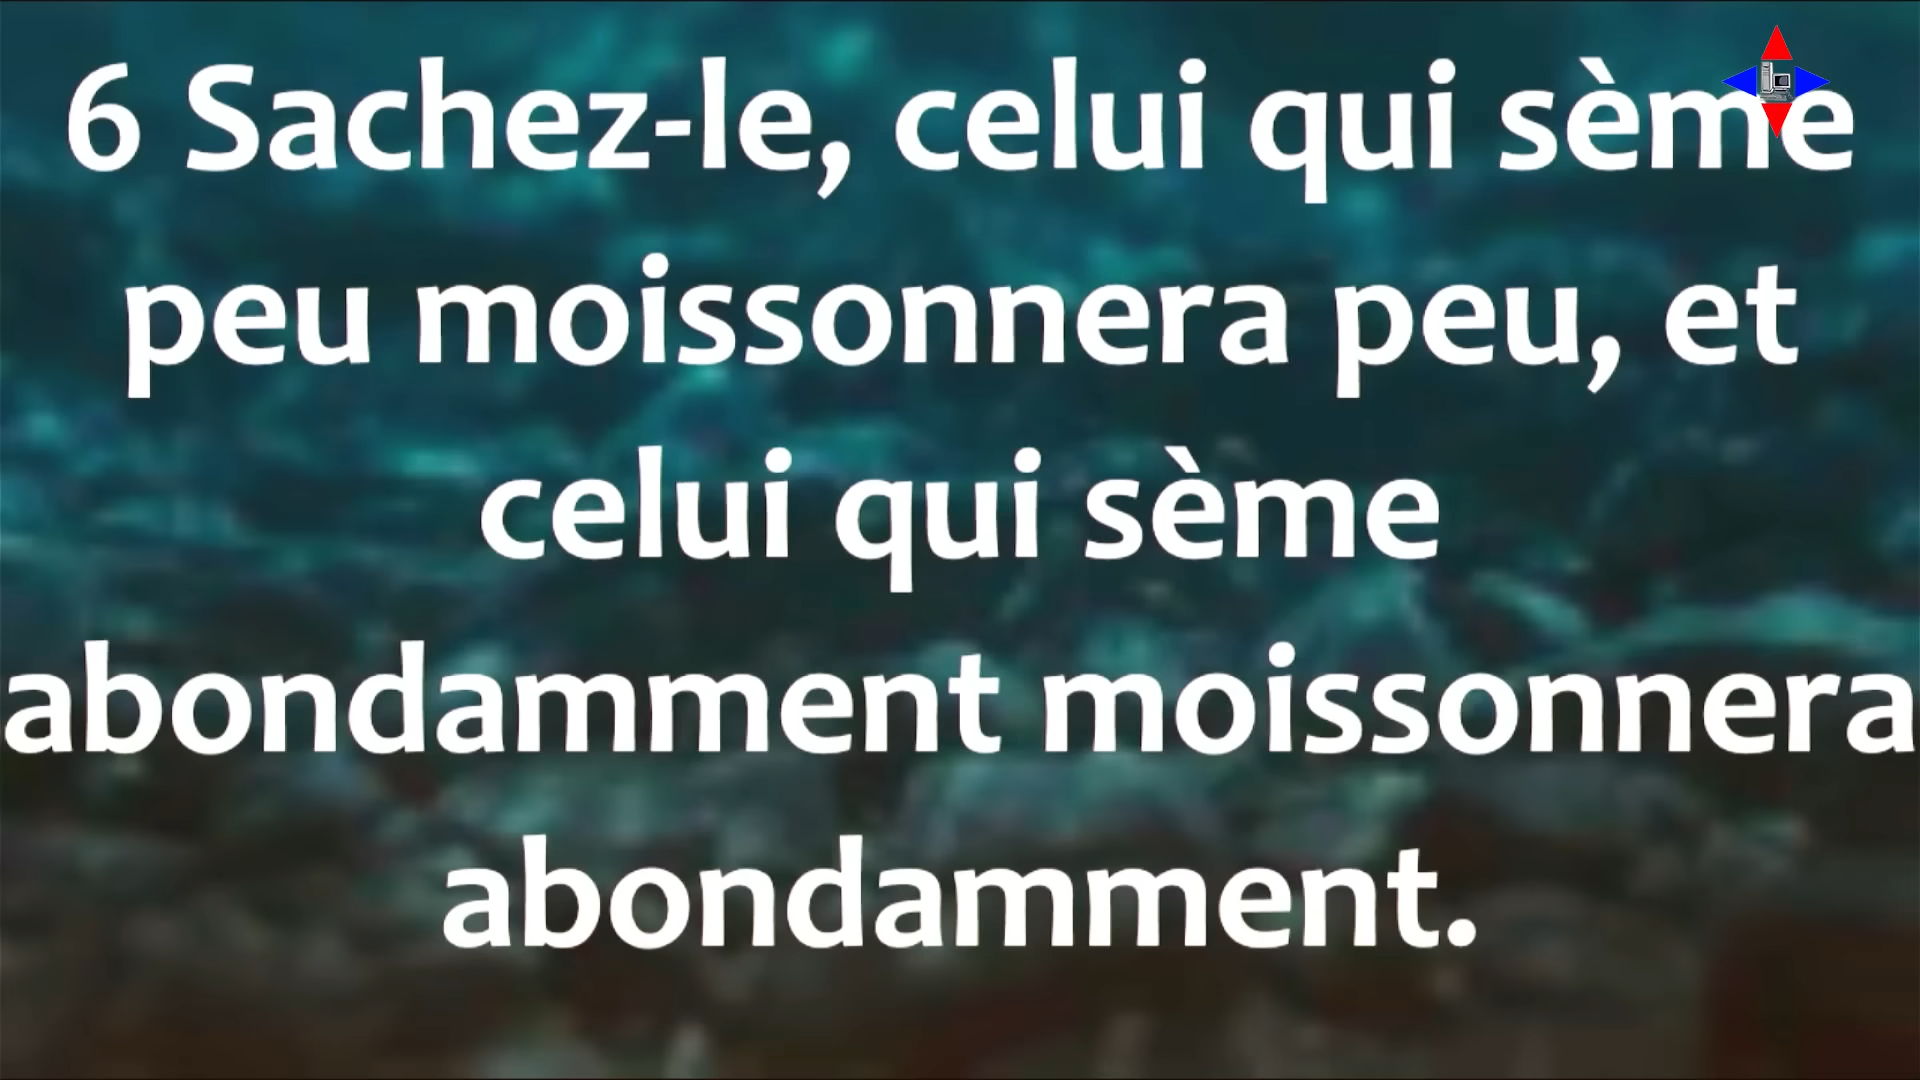 6 Sachez-le, celui qui sème
peu moissonnera peu, et
celui qui sème
abondamment moissonnera
abondamment.